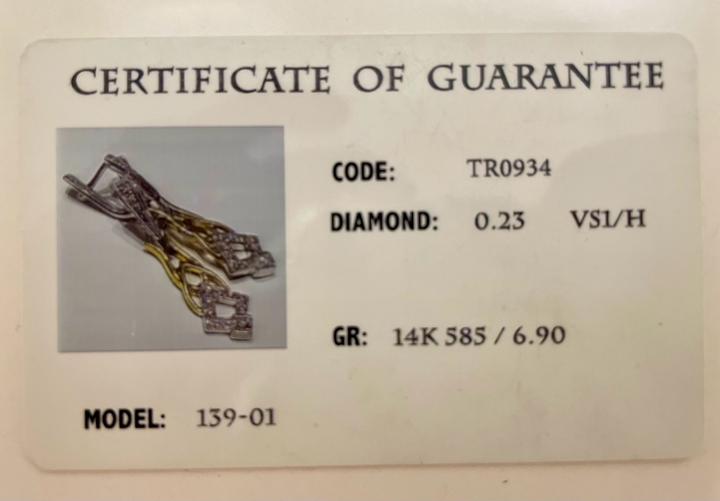 CERTIFICATE OF GUARANTEE
CODE: TR0934
DIAMOND: 0.23 VS1/H
GR: 14K 585 / 6.90
MODEL: 139-01